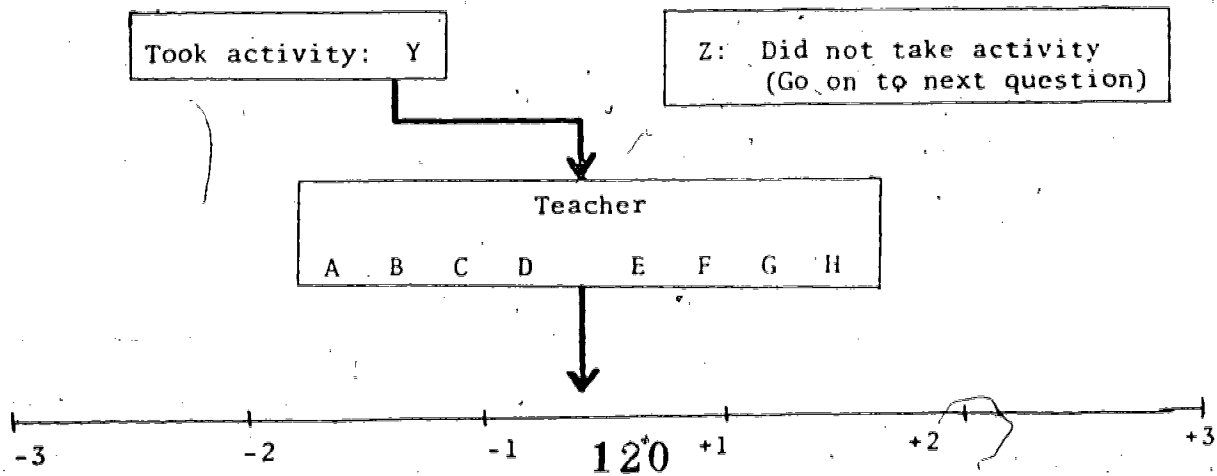 Took activity: Y
Z: Did not take activity
(Go on to next question)
Teacher
A B C D E F G H
-3 -2 -1 120 +1 +2 +3